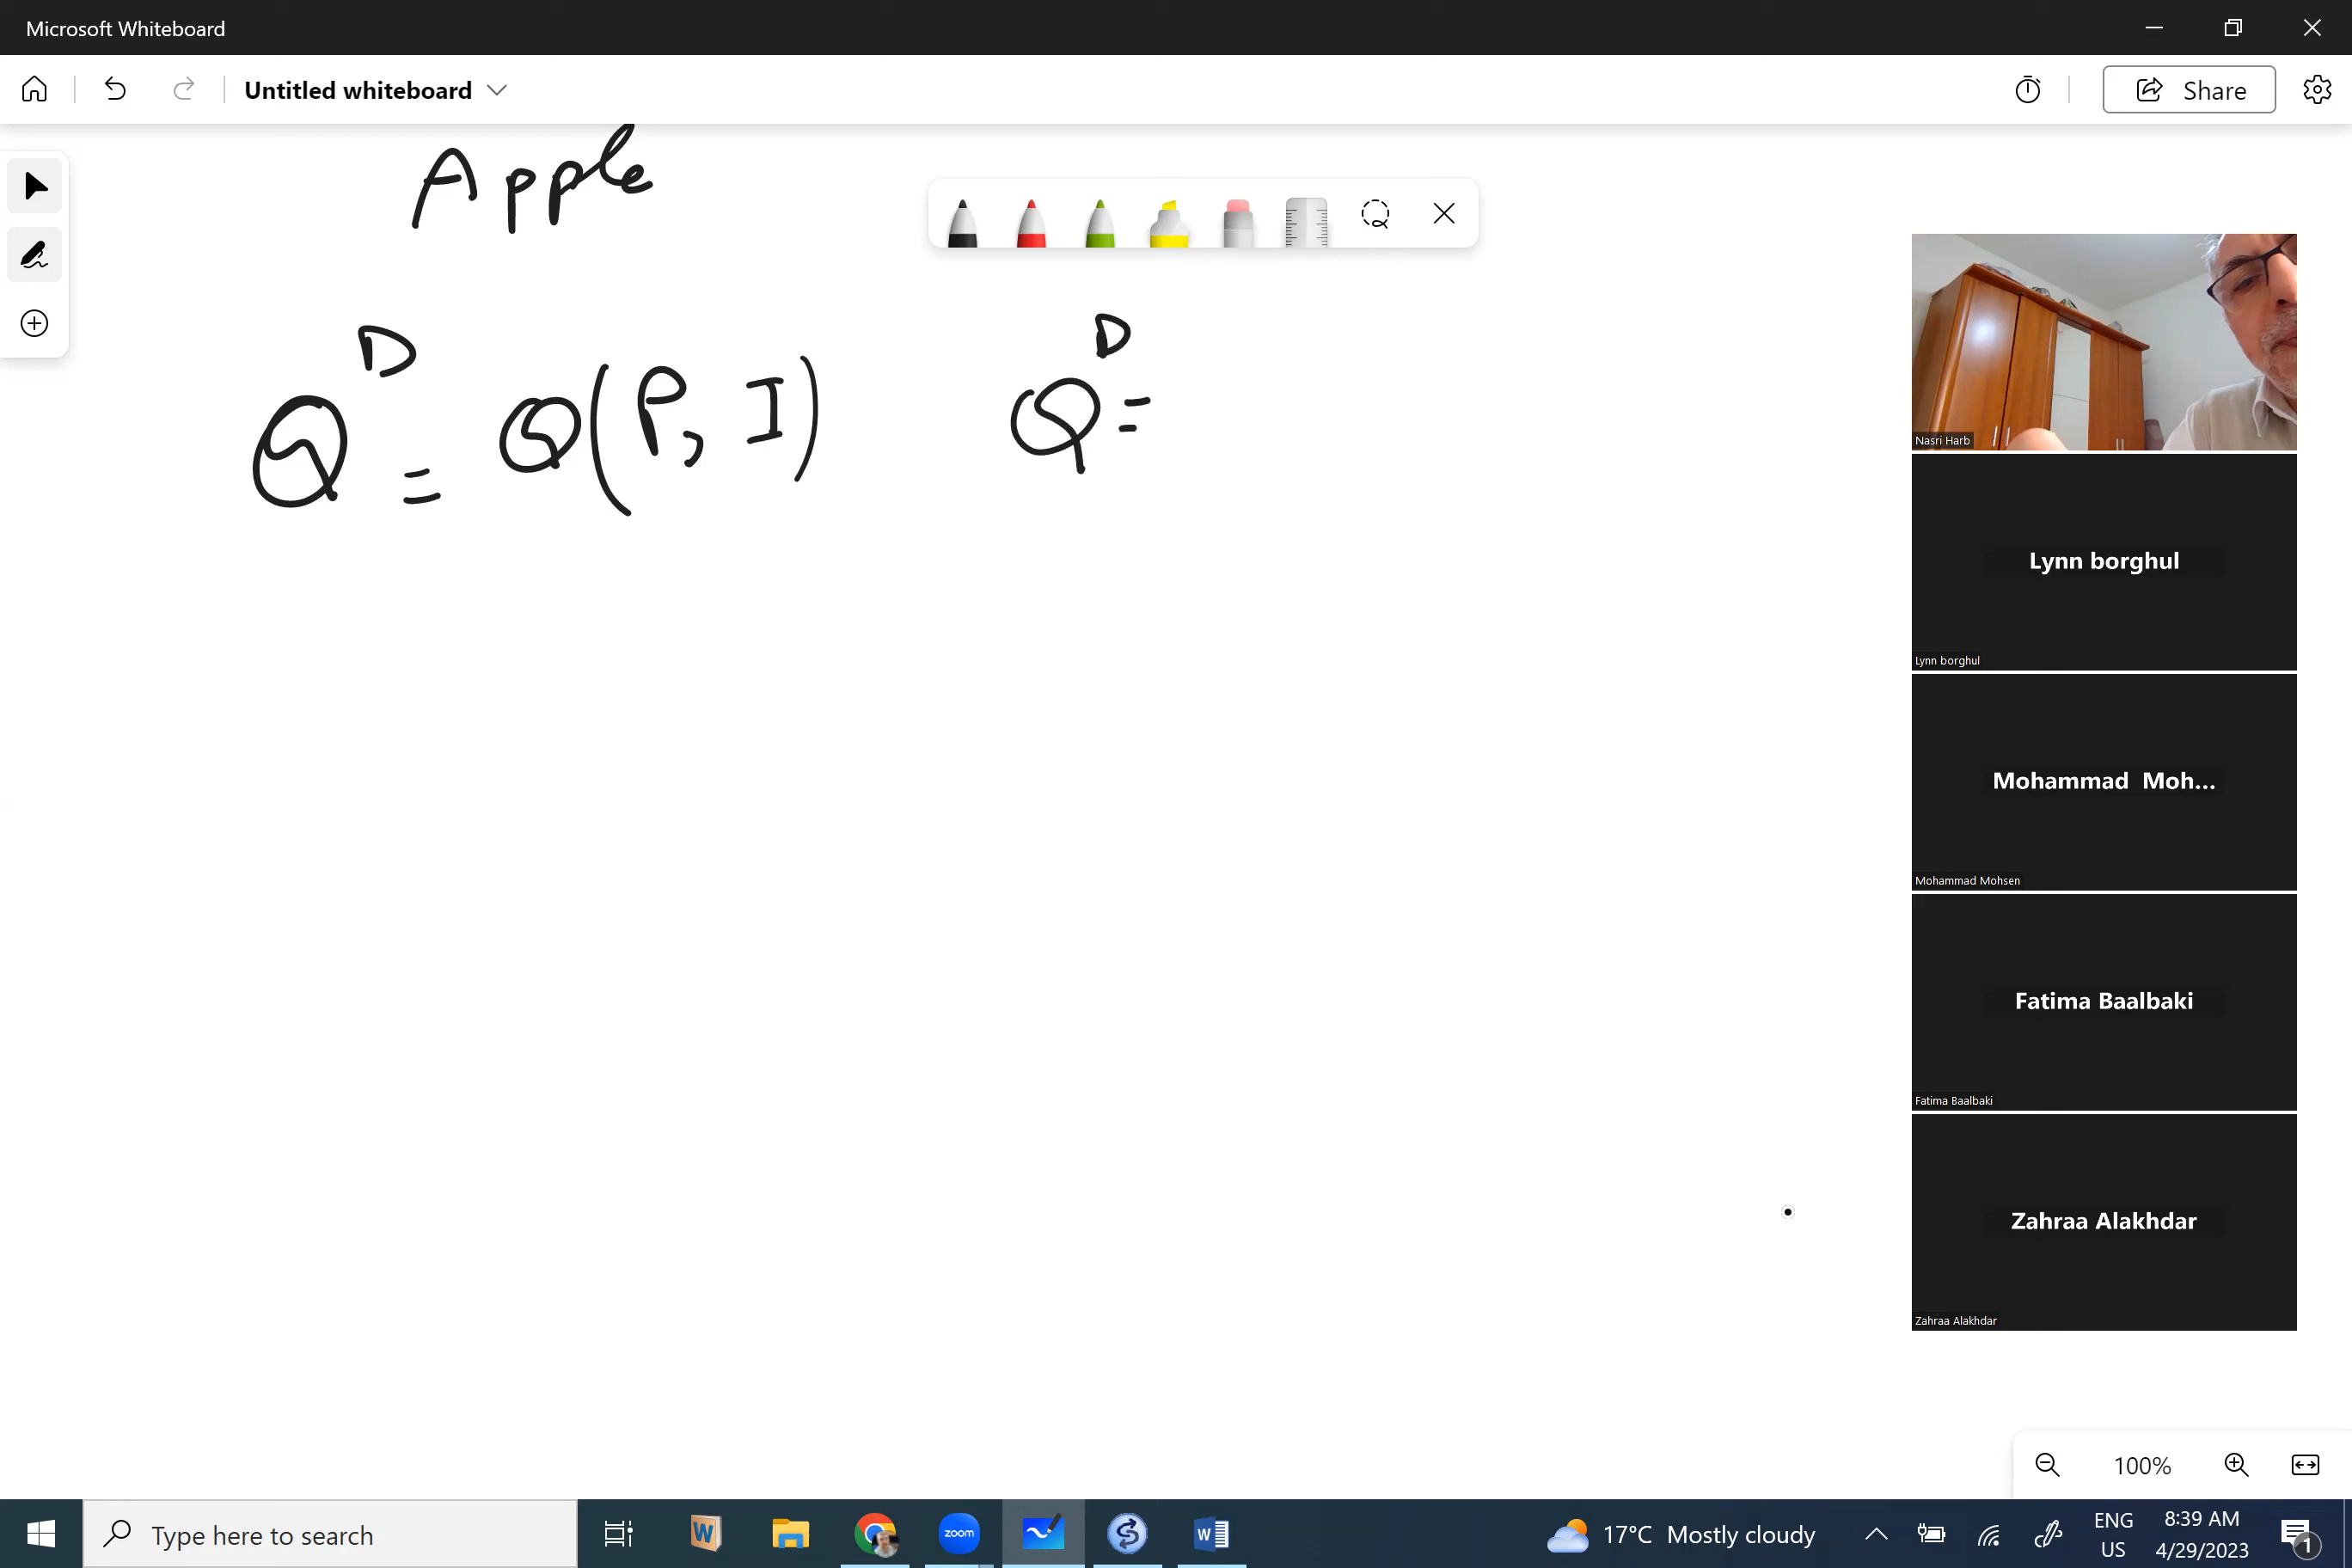 Microsoft Whiteboard
Untitled whiteboard
Share
Apple
Q^D = Q(P, I)
Q^D =
Nasri Harb
Lynn borghul
Lynn borghul
Mohammad Moh...
Mohammad Mohsen
Fatima Baalbaki
Fatima Baalbaki
Zahraa Alakhdar
Zahraa Alakhdar
100%
Type here to search
W
zoom
W
17°C Mostly cloudy
ENG
US
8:39 AM
4/29/2023
1